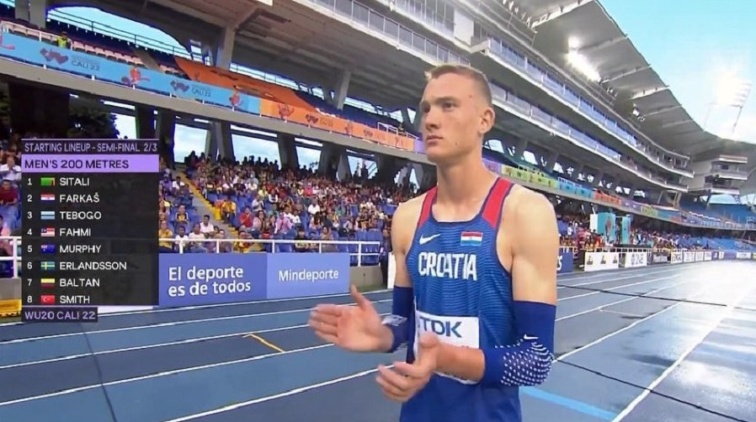 STARTING LINEUP - SEMI-FINAL 2/3
MEN'S 200 METRES
1 SITALI
2 FARKAŠ
3 TEBOGO
4 FAHMI
5 MURPHY
6 ERLANDSSON
7 BALTAN
8 SMITH
WU20 CALI 22
El deporte
es de todos
Mindeporte
CROATIA
TDK